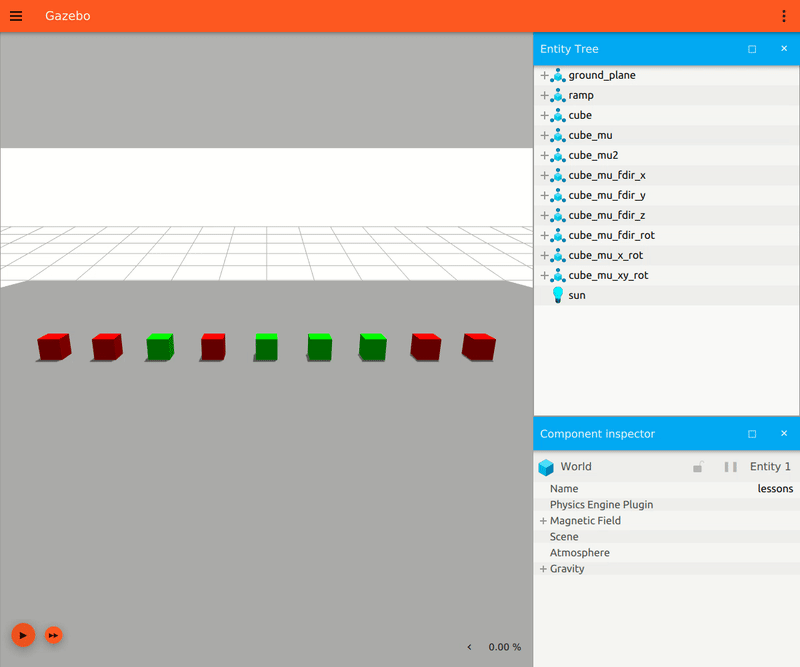 Gazebo
Entity Tree
ground_plane
ramp
cube
cube_mu
cube_mu2
cube_mu_fdir_x
cube_mu_fdir_y
cube_mu_fdir_z
cube_mu_fdir_rot
cube_mu_x_rot
cube_mu_xy_rot
sun
Component inspector
World Entity 1
Name lessons
Physics Engine Plugin
Magnetic Field
Scene
Atmosphere
Gravity
0.00 %